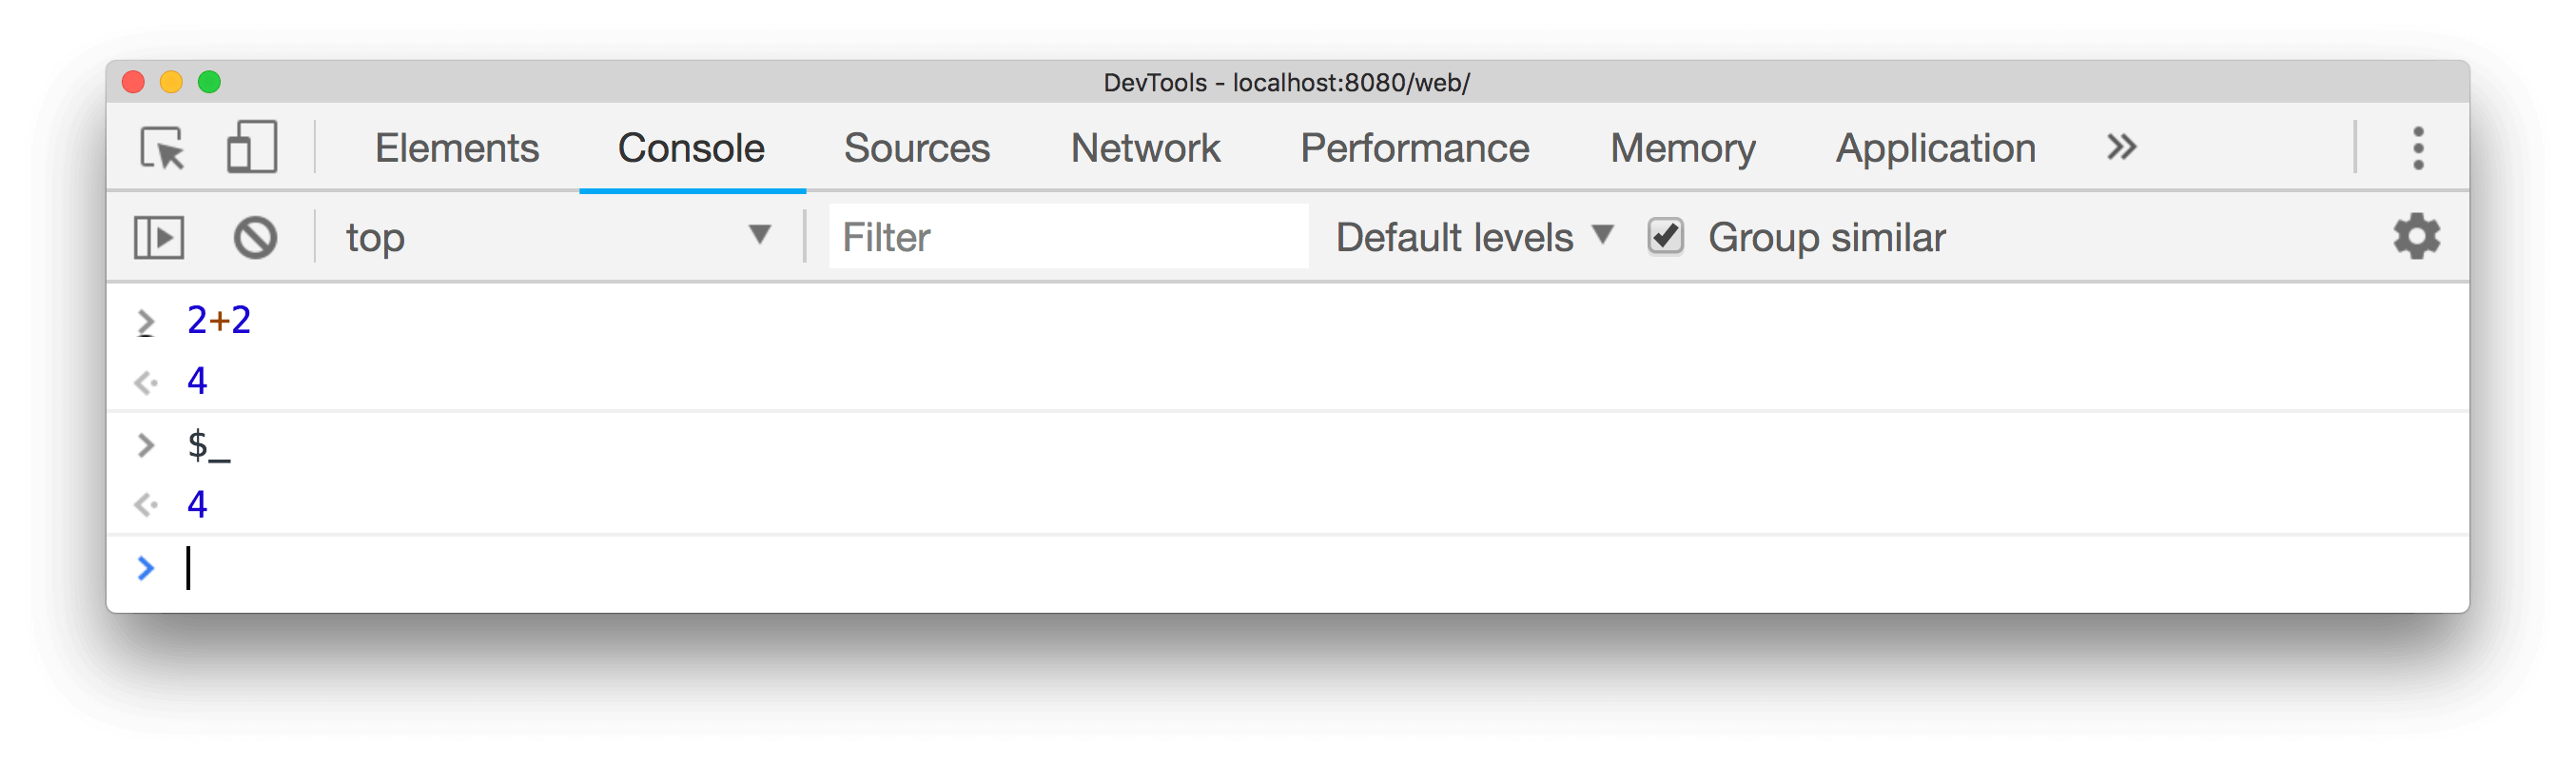 DevTools - localhost:8080/web/
Elements Console Sources Network Performance Memory Application
top Filter Default levels Group similar
2+2
4
$_
4